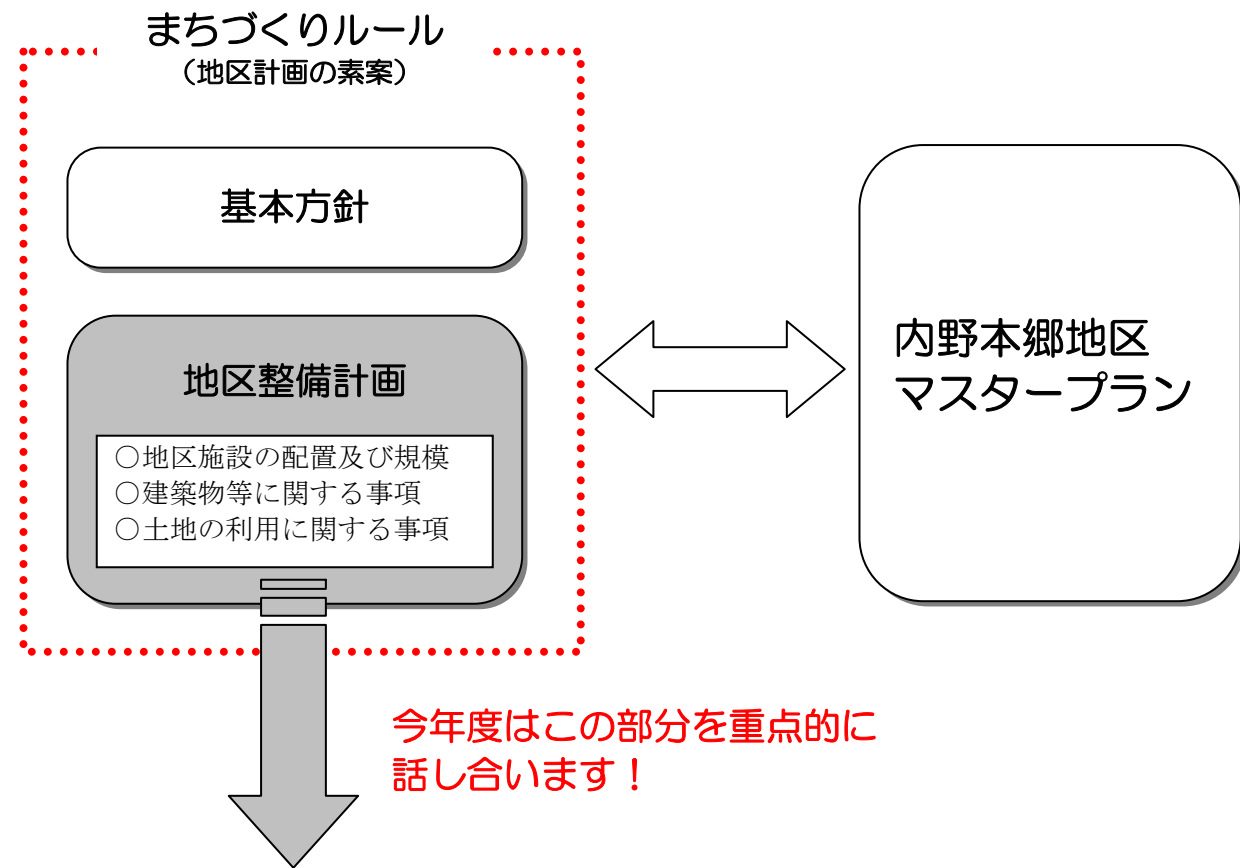 まちづくりルール
（地区計画の素案）
基本方針
地区整備計画
○地区施設の配置及び規模
○建築物等に関する事項
○土地の利用に関する事項
内野本郷地区
マスタープラン
今年度はこの部分を重点的に
話し合います！